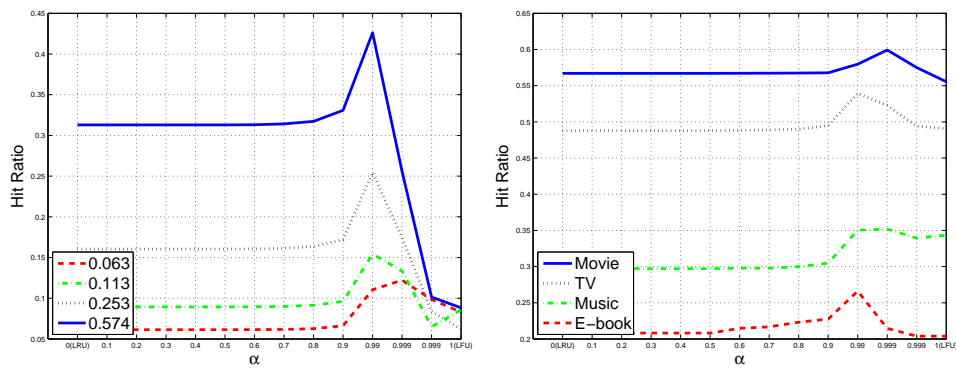 0.45
0.4
0.35
0.3
0.25
0.2
0.15
0.1
0.05
Hit Ratio
0.063
0.113
0.253
0.574
0(LRU) 0.1 0.2 0.3 0.4 0.5 0.6 0.7 0.8 0.9 0.99 0.999 0.999 1(LFU)
α
0.65
0.6
0.55
0.5
0.45
0.4
0.35
0.3
0.25
0.2
Hit Ratio
Movie
TV
Music
E-book
0(LRU) 0.1 0.2 0.3 0.4 0.5 0.6 0.7 0.8 0.9 0.99 0.999 0.999 1(LFU)
α